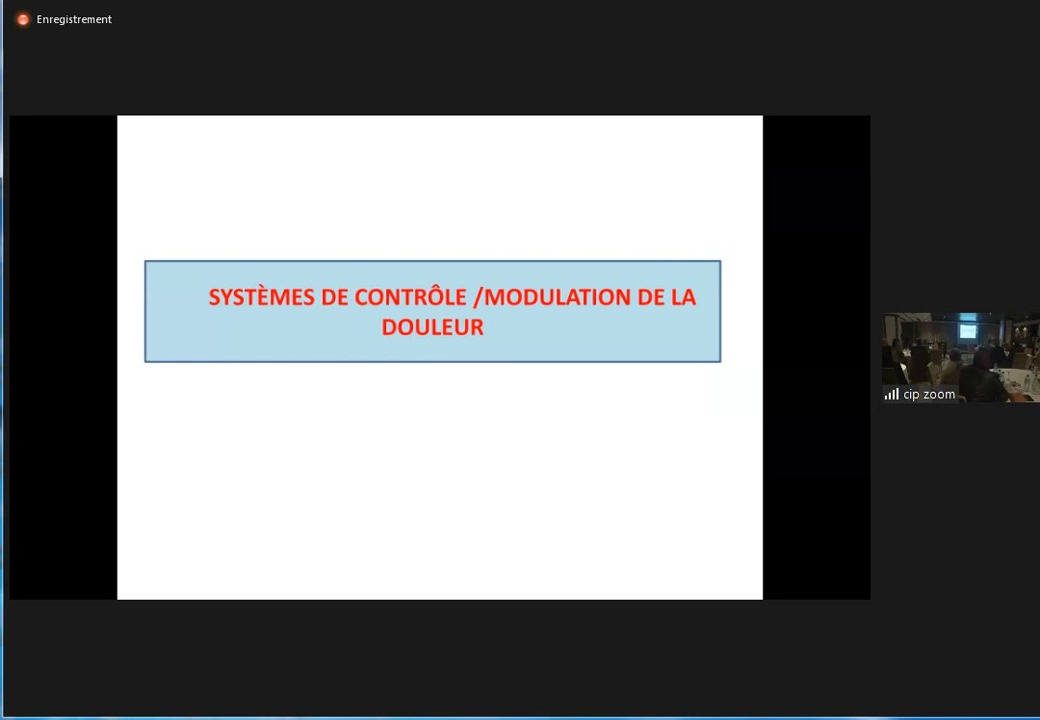 Enregistrement
SYSTÈMES DE CONTRÔLE /MODULATION DE LA
DOULEUR
cip zoom